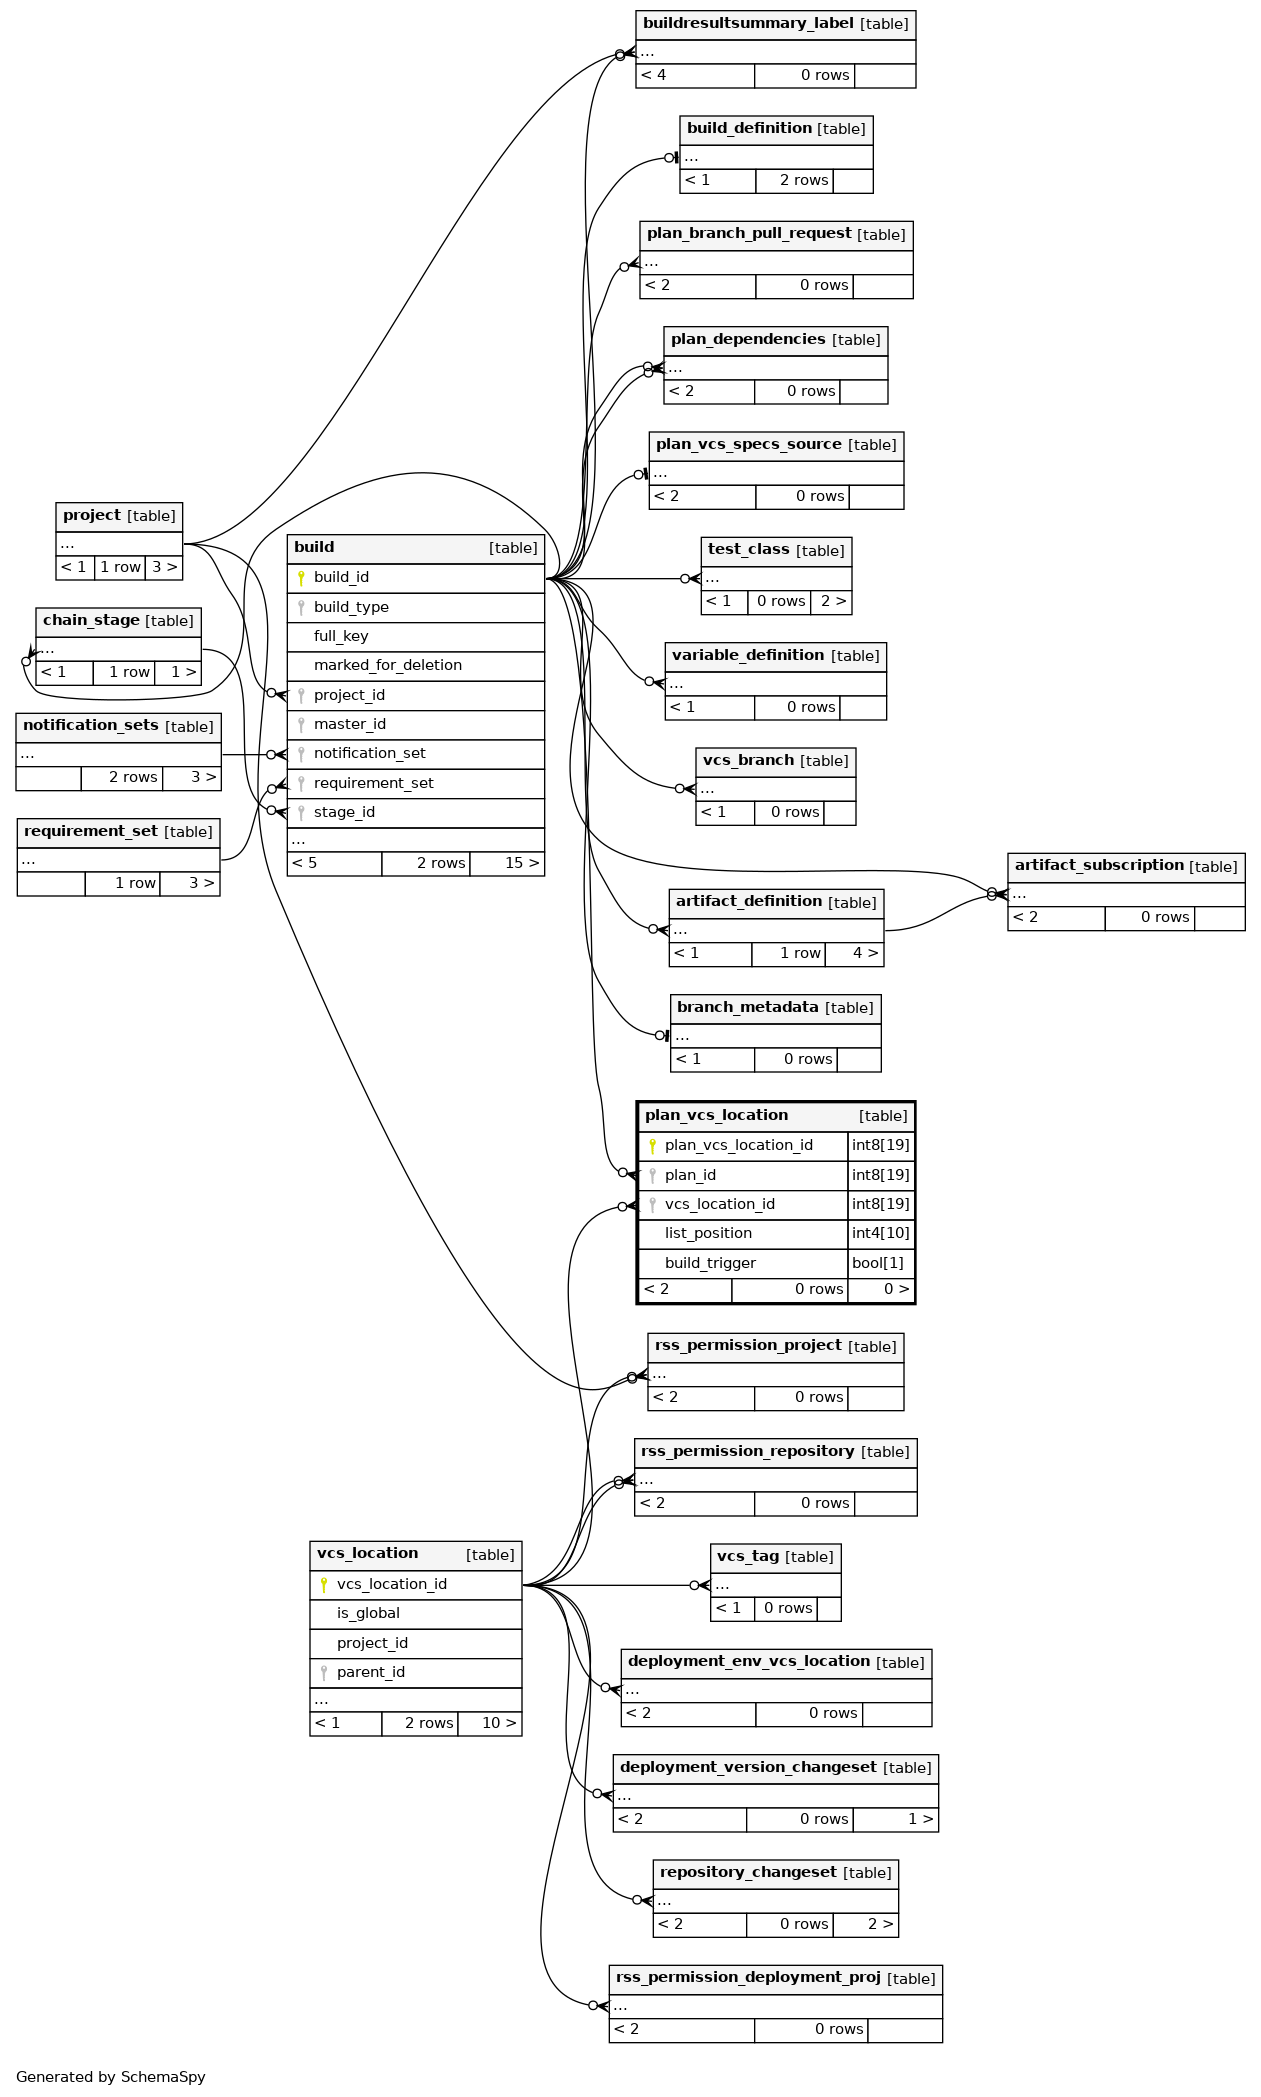 buildresultsummary_label [table]
...
< 4 0 rows
build_definition [table]
...
< 1 2 rows
plan_branch_pull_request [table]
...
< 2 0 rows
plan_dependencies [table]
...
< 2 0 rows
plan_vcs_specs_source [table]
...
< 2 0 rows
project [table]
...
< 1 1 row 3 >
chain_stage [table]
...
< 1 1 row 1 >
notification_sets [table]
...
2 rows 3 >
requirement_set [table]
...
1 row 3 >
build [table]
build_id
build_type
full_key
marked_for_deletion
project_id
master_id
notification_set
requirement_set
stage_id
...
< 5 2 rows 15 >
test_class [table]
...
< 1 0 rows 2 >
variable_definition [table]
...
< 1 0 rows
vcs_branch [table]
...
< 1 0 rows
artifact_subscription [table]
...
< 2 0 rows
artifact_definition [table]
...
< 1 1 row 4 >
branch_metadata [table]
...
< 1 0 rows
plan_vcs_location [table]
plan_vcs_location_id int8[19]
plan_id int8[19]
vcs_location_id int8[19]
list_position int4[10]
build_trigger bool[1]
< 2 0 rows 0 >
rss_permission_project [table]
...
< 2 0 rows
rss_permission_repository [table]
...
< 2 0 rows
vcs_location [table]
vcs_location_id
is_global
project_id
parent_id
...
< 1 2 rows 10 >
vcs_tag [table]
...
< 1 0 rows
deployment_env_vcs_location [table]
...
< 2 0 rows
deployment_version_changeset [table]
...
< 2 0 rows 1 >
repository_changeset [table]
...
< 2 0 rows 2 >
rss_permission_deployment_proj [table]
...
< 2 0 rows
Generated by SchemaSpy